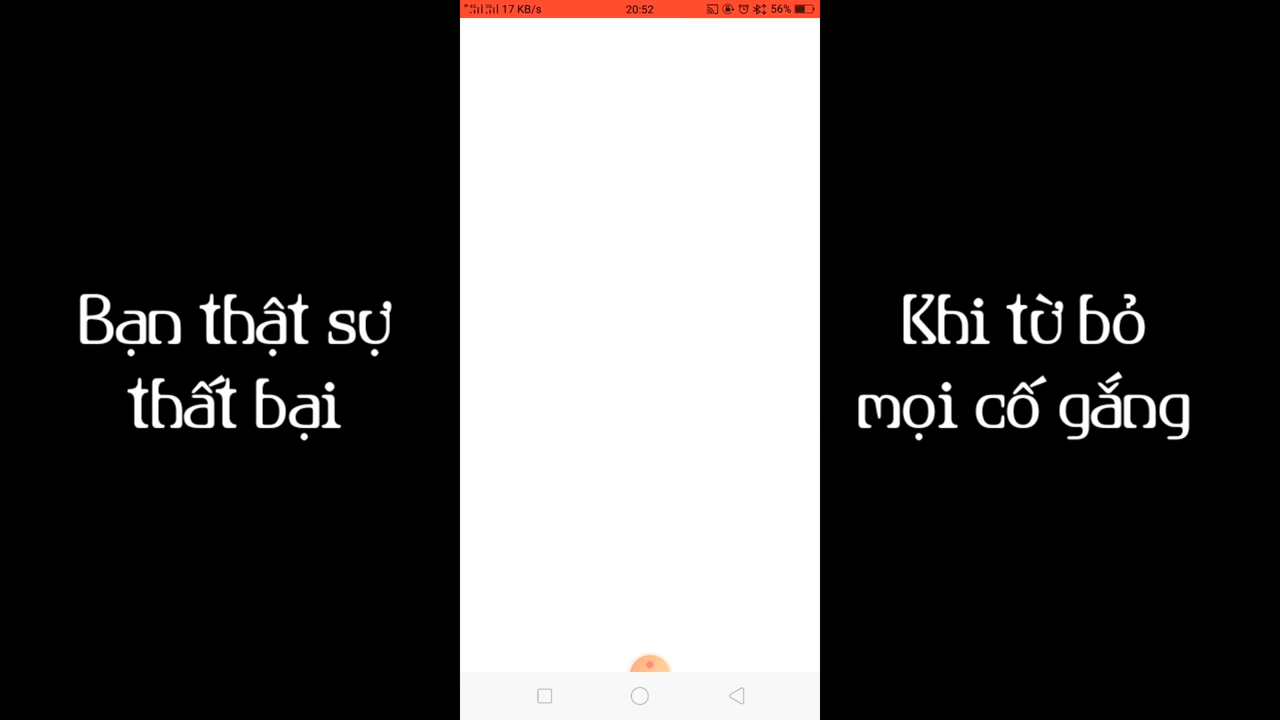 17 KB/s 20:52 56%
Bạn thật sự
thất bại
Khi từ bỏ
mọi cố gắng